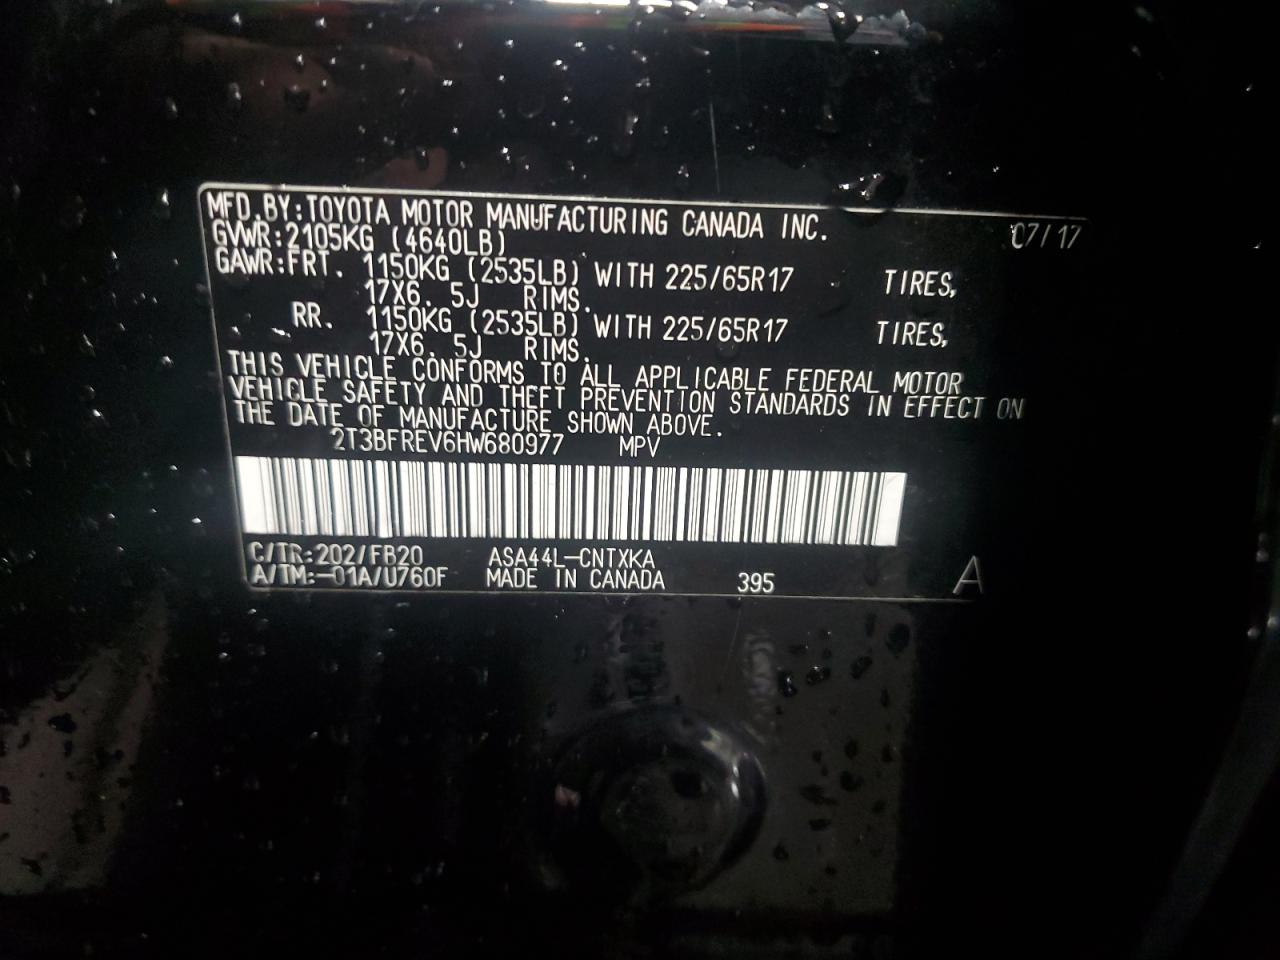 MFD.BY:TOYOTA MOTOR MANUFACTURING CANADA INC. 07/17
GVWR:2105KG (4640LB)
GAWR:FRT. 1150KG (2535LB) WITH 225/65R17 TIRES,
17X6.5J RIMS.
RR. 1150KG (2535LB) WITH 225/65R17 TIRES,
17X6.5J RIMS.
THIS VEHICLE CONFORMS TO ALL APPLICABLE FEDERAL MOTOR
VEHICLE SAFETY AND THEFT PREVENTION STANDARDS IN EFFECT ON
THE DATE OF MANUFACTURE SHOWN ABOVE.
2T3BFREV6HW680977 MPV
C/TR:202/FB20 ASA44L-CNTXKA
A/TM:-01A/U760F MADE IN CANADA 395 A